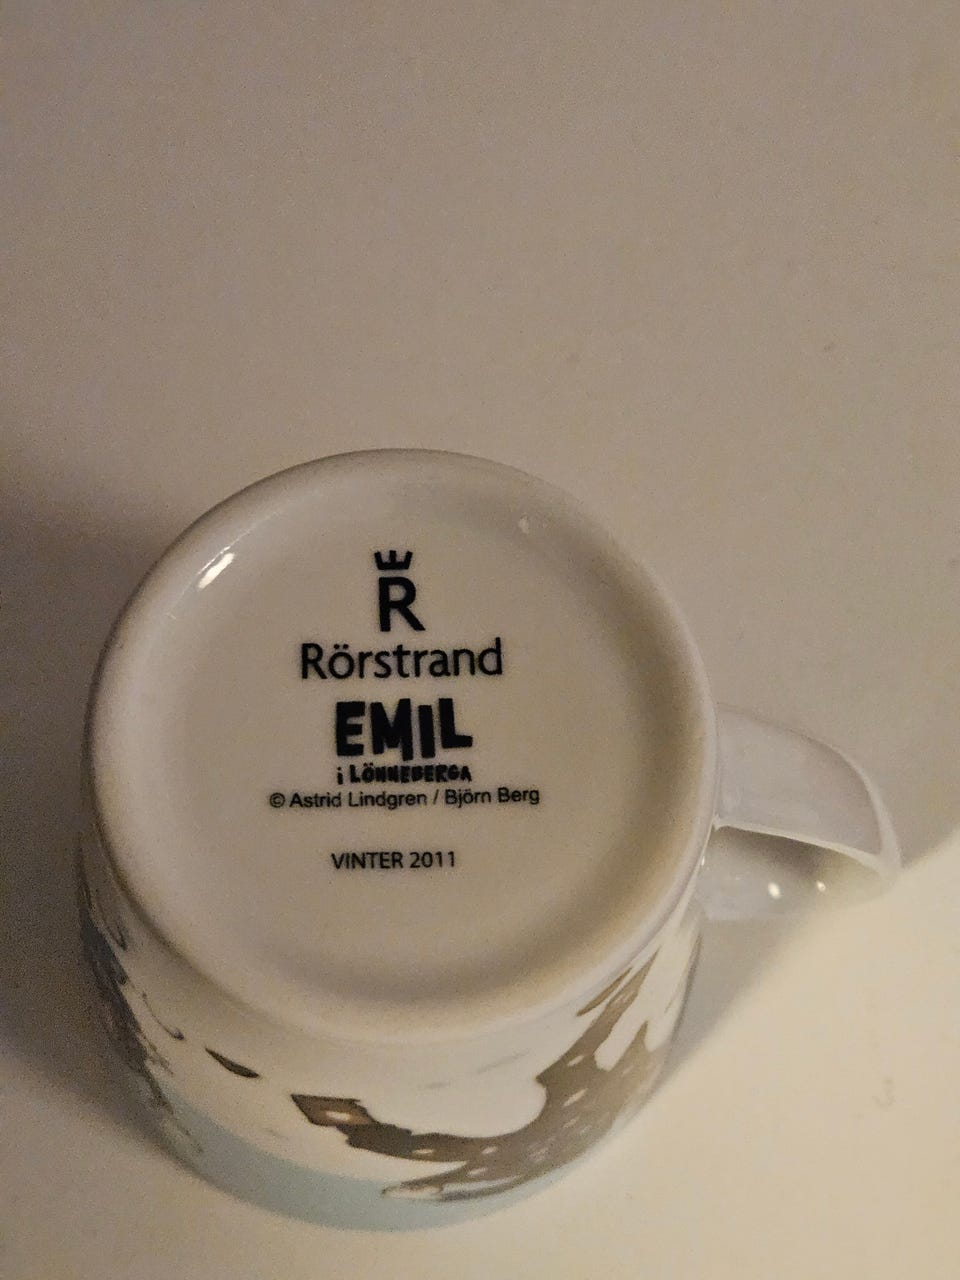 R
Rörstrand
EMIL
i LÖNNEBERGA
© Astrid Lindgren / Björn Berg
VINTER 2011